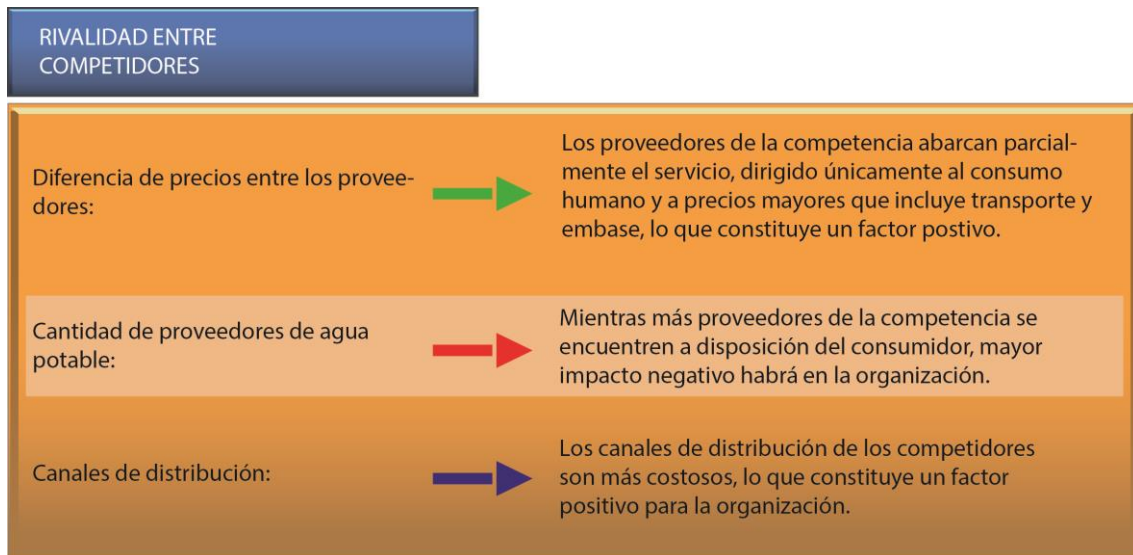 RIVALIDAD ENTRE
COMPETIDORES
Diferencia de precios entre los provee-
dores:
Los proveedores de la competencia abarcan parcial-
mente el servicio, dirigido únicamente al consumo
humano y a precios mayores que incluye transporte y
embase, lo que constituye un factor postivo.
Cantidad de proveedores de agua
potable:
Mientras más proveedores de la competencia se
encuentren a disposición del consumidor, mayor
impacto negativo habrá en la organización.
Canales de distribución:
Los canales de distribución de los competidores
son más costosos, lo que constituye un factor
positivo para la organización.